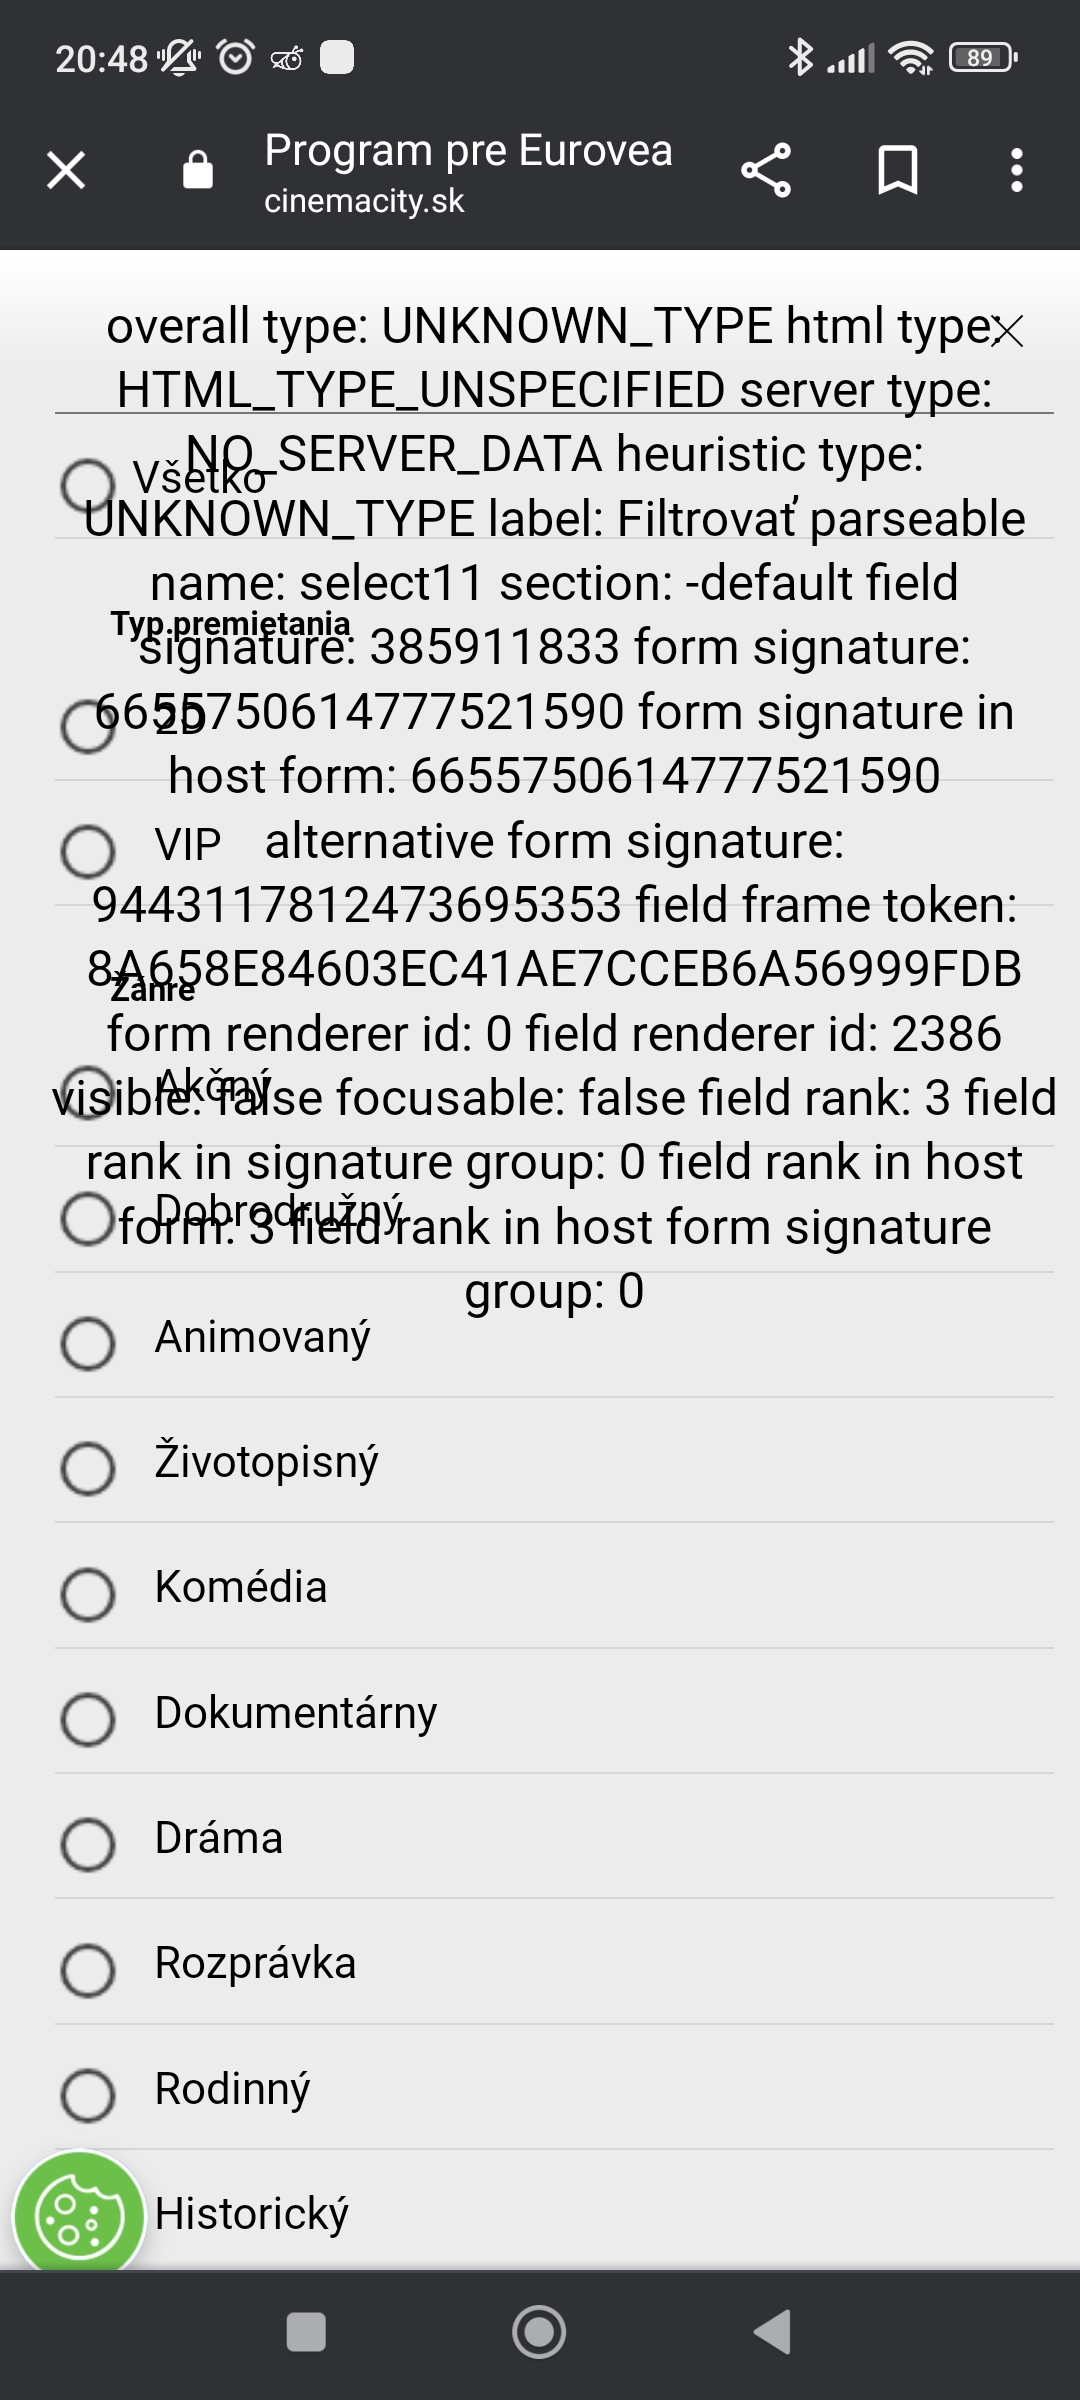 20:48
89
Program pre Eurovea
cinemacity.sk
overall type: UNKNOWN_TYPE html type:
HTML_TYPE_UNSPECIFIED server type:
NO_SERVER_DATA heuristic type:
Všetko
UNKNOWN_TYPE label: Filtrovať parseable
name: select11 section: -default field
Typ premietania
signature: 385911833 form signature:
6655750614777521590 form signature in
2D
host form: 6655750614777521590
VIP
alternative form signature:
9443117812473695353 field frame token:
8A658E84603EC41AE7CCEB6A56999FDB
Žánre
form renderer id: 0 field renderer id: 2386
Akčný
visible: false focusable: false field rank: 3 field
rank in signature group: 0 field rank in host
Dobrodružný
form: 3 field rank in host form signature
group: 0
Animovaný
Životopisný
Komédia
Dokumentárny
Dráma
Rozprávka
Rodinný
Historický